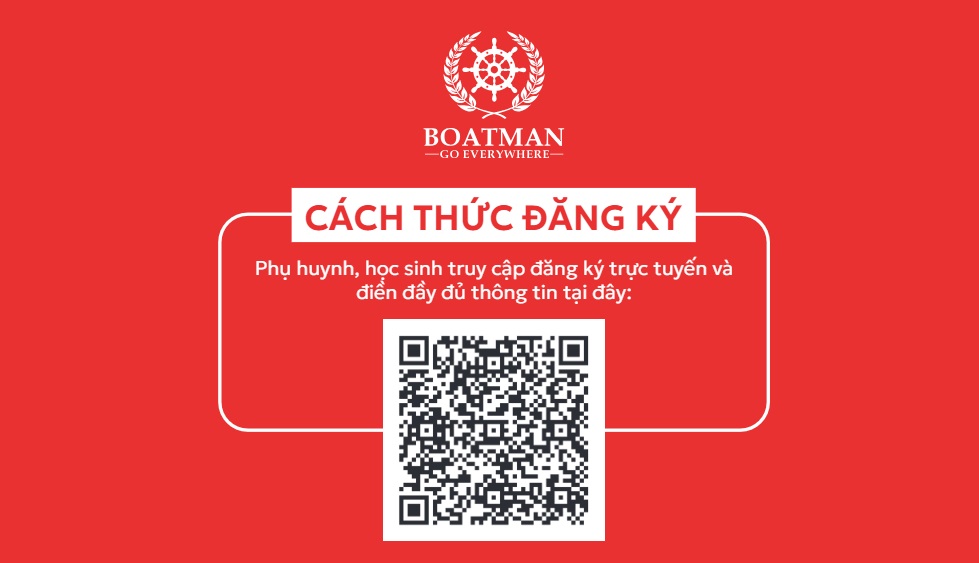 BOATMAN
GO EVERYWHERE
CÁCH THỨC ĐĂNG KÝ
Phụ huynh, học sinh truy cập đăng ký trực tuyến và
điền đầy đủ thông tin tại đây: